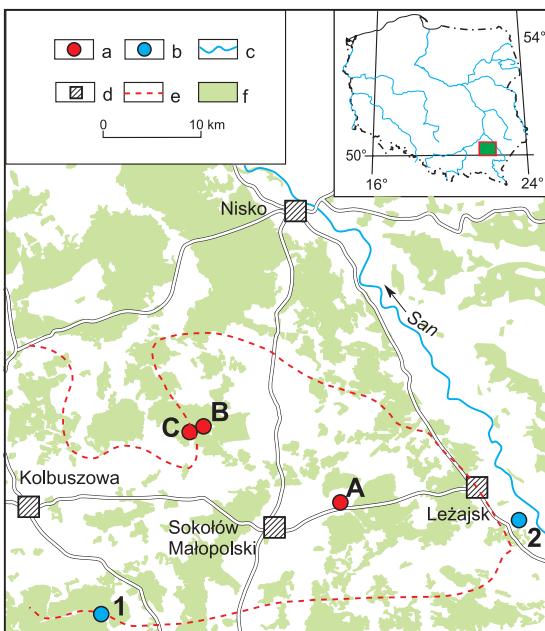 a
b
c
d
e
f
0
10 km
54°
50°
16°
24°
Nisko
San
B
C
Kolbuszowa
A
Sokołów
Małopolski
Leżajsk
2
1